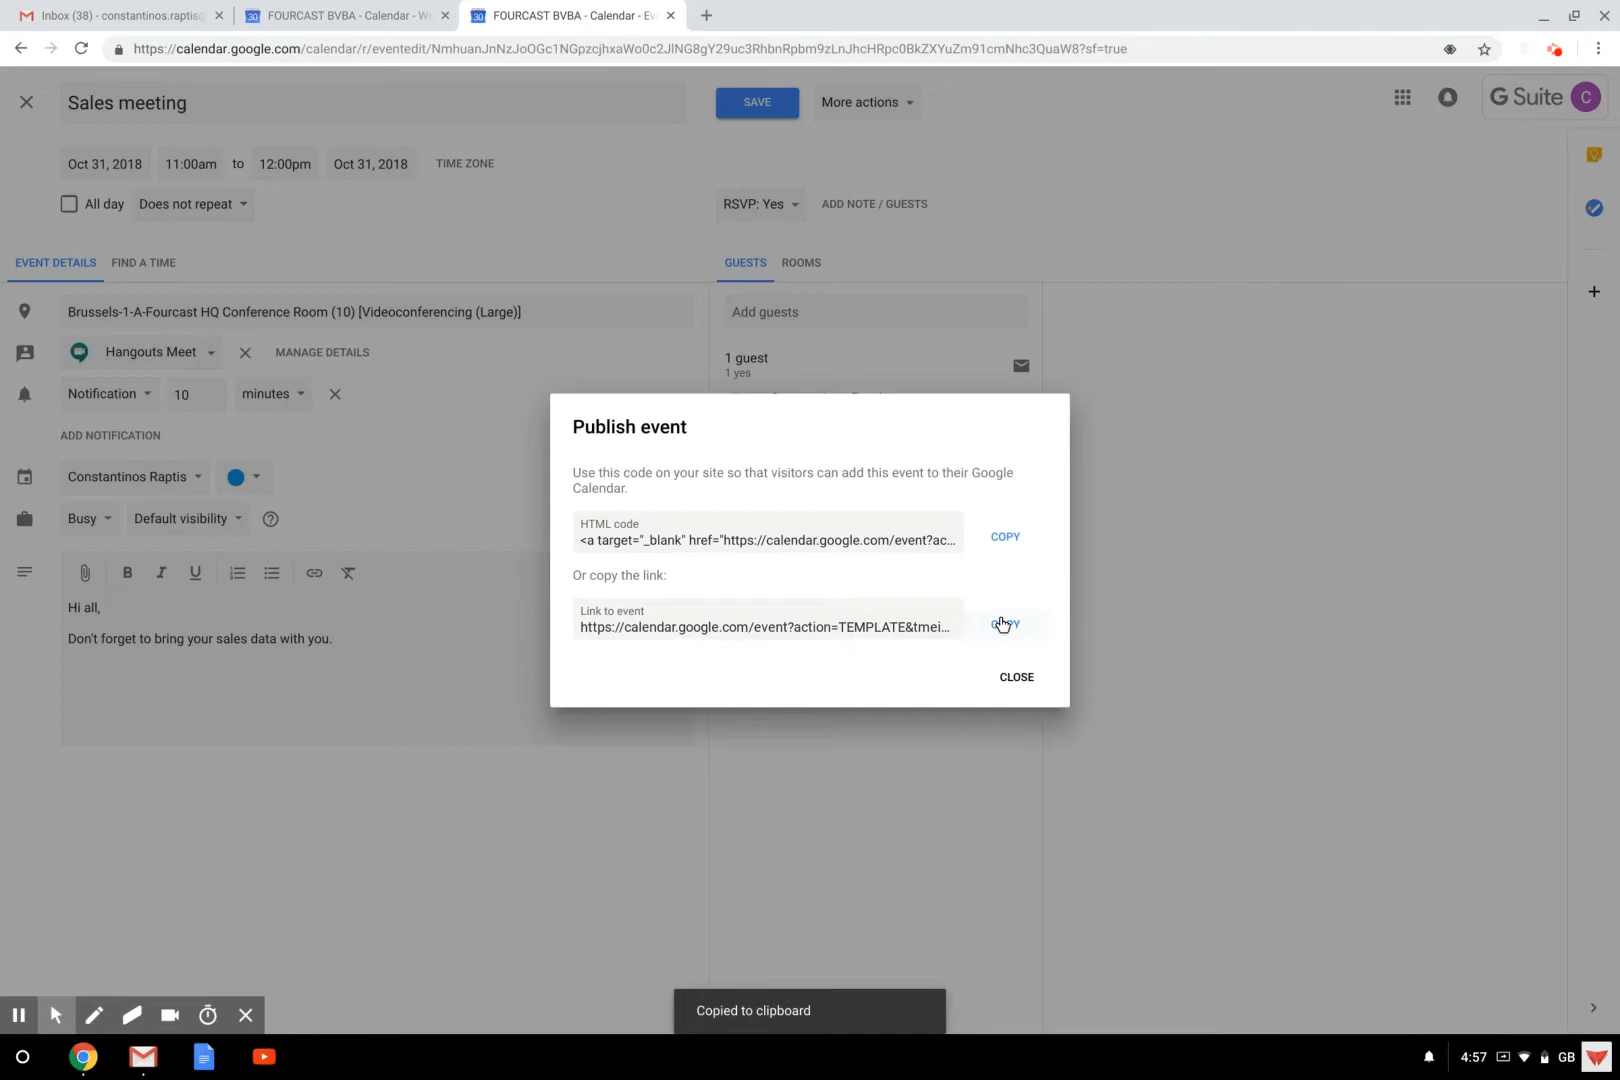 Inbox (38) - constantinos.raptis@
FOURCAST BVBA - Calendar - W
FOURCAST BVBA - Calendar - Ev
https://calendar.google.com/calendar/r/eventedit/NmhuanJnNzJoOGc1NGpzcjhxaWo0c2JlNG8gY29uc3RhbnRpbm9zLnJhcHRpc0BkZXYuZm91cmNhc3QuaW8?sf=true
Sales meeting
SAVE
More actions
G Suite
C
Oct 31, 2018 11:00am to 12:00pm Oct 31, 2018 TIME ZONE
All day Does not repeat
RSVP: Yes
ADD NOTE / GUESTS
EVENT DETAILS FIND A TIME
GUESTS ROOMS
Brussels-1-A-Fourcast HQ Conference Room (10) [Videoconferencing (Large)]
Add guests
Hangouts Meet
MANAGE DETAILS
1 guest
1 yes
Notification 10 minutes
ADD NOTIFICATION
Constantinos Raptis
Busy Default visibility
Hi all,
Don't forget to bring your sales data with you.
Publish event
Use this code on your site so that visitors can add this event to their Google
Calendar.
HTML code
<a target="_blank" href="https://calendar.google.com/event?ac...
COPY
Or copy the link:
Link to event
https://calendar.google.com/event?action=TEMPLATE&tmei...
COPY
CLOSE
Copied to clipboard
4:57
GB